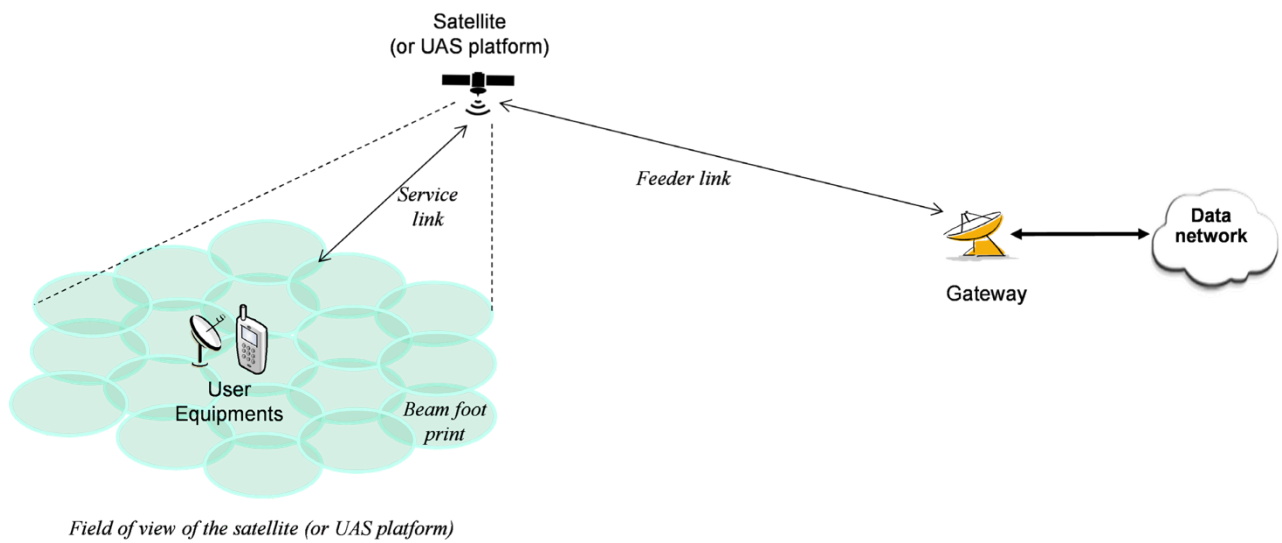 Satellite
(or UAS platform)
Feeder link
Service
link
Data
network
Gateway
User
Equipments
Beam foot
print
Field of view of the satellite (or UAS platform)